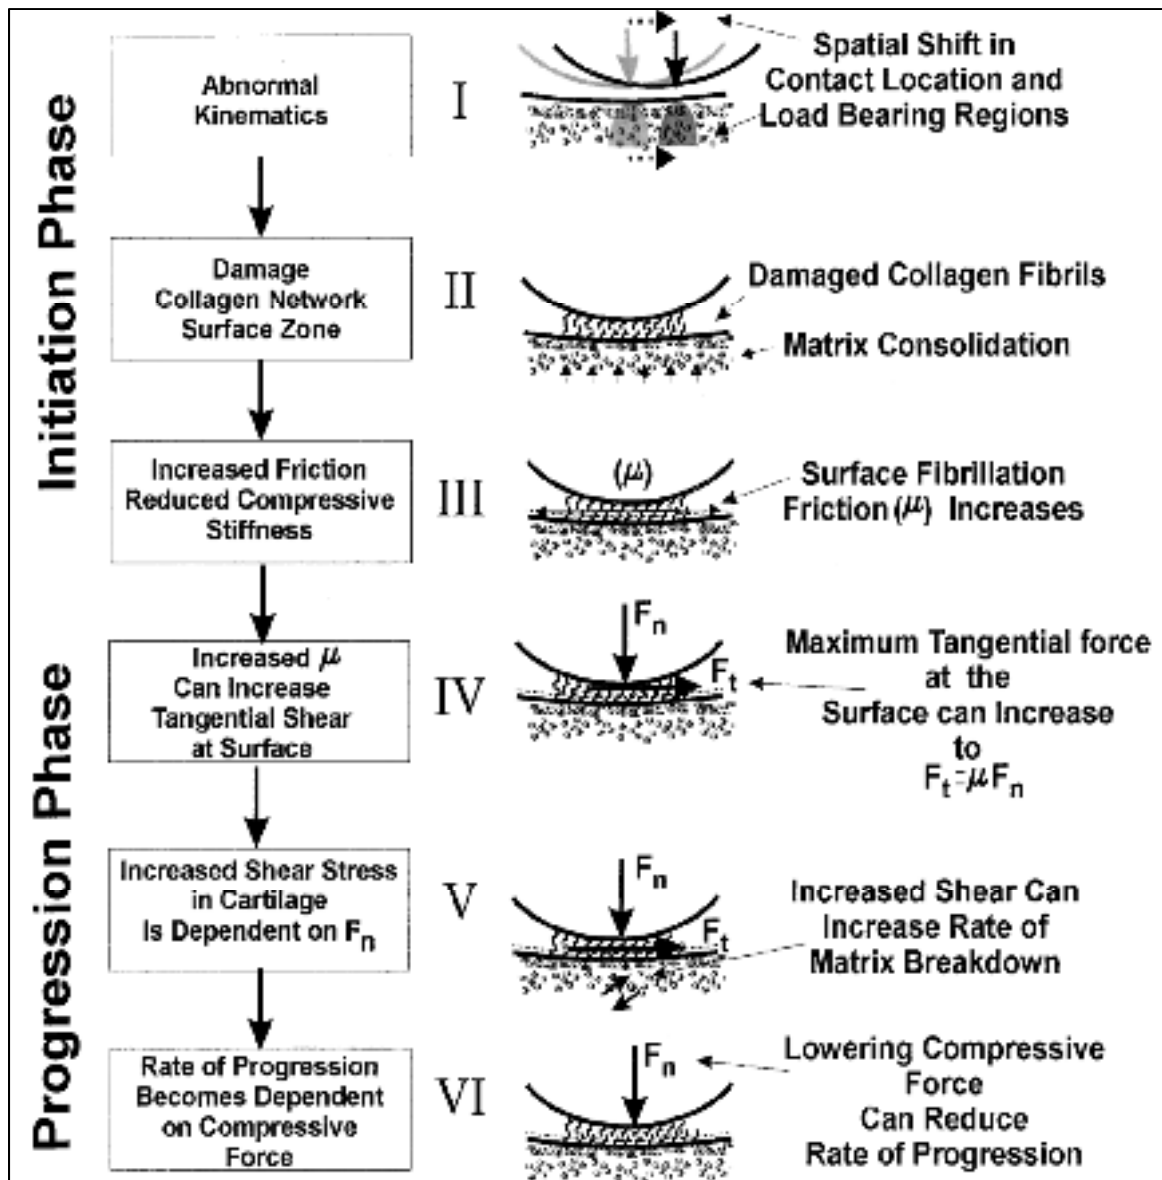 Initiation Phase
Abnormal
Kinematics
I
Spatial Shift in
Contact Location and
Load Bearing Regions
Damage
Collagen Network
Surface Zone
II
Damaged Collagen Fibrils
Matrix Consolidation
Increased Friction
Reduced Compressive
Stiffness
III
(μ)
Surface Fibrillation
Friction (μ) Increases
Progression Phase
Increased μ
Can Increase
Tangential Shear
at Surface
IV
Fn
Ft
Maximum Tangential force
at the
Surface can Increase
to
Ft = μFn
Increased Shear Stress
in Cartilage
Is Dependent on Fn
V
Fn
Ft
Increased Shear Can
Increase Rate of
Matrix Breakdown
Rate of Progression
Becomes Dependent
on Compressive
Force
VI
Fn
Lowering Compressive
Force
Can Reduce
Rate of Progression